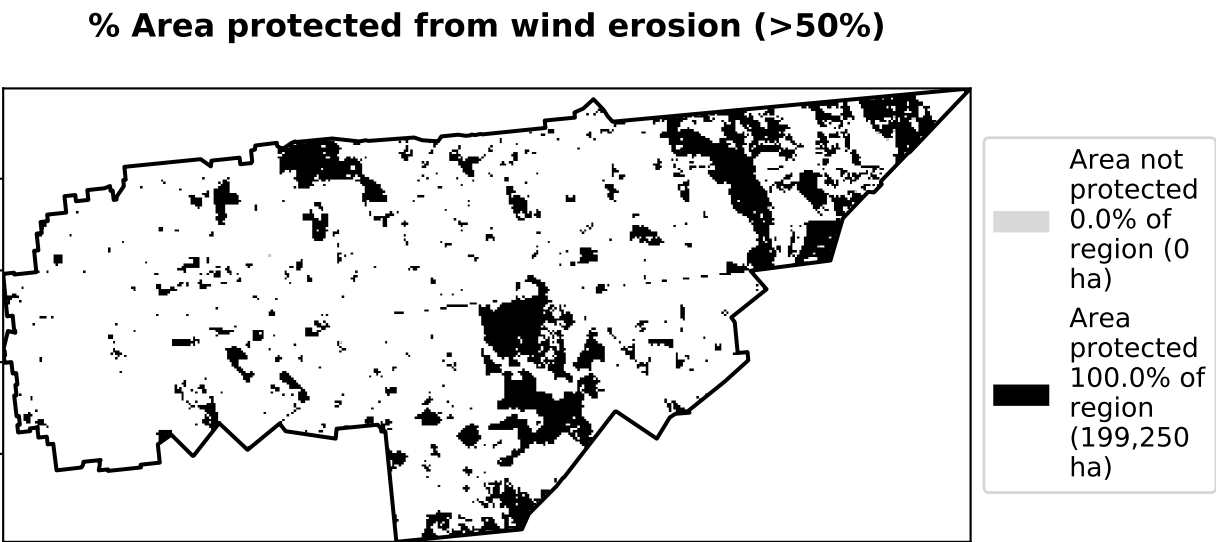 % Area protected from wind erosion (>50%)
Area not
protected
0.0% of
region (0
ha)
Area
protected
100.0% of
region
(199,250
ha)